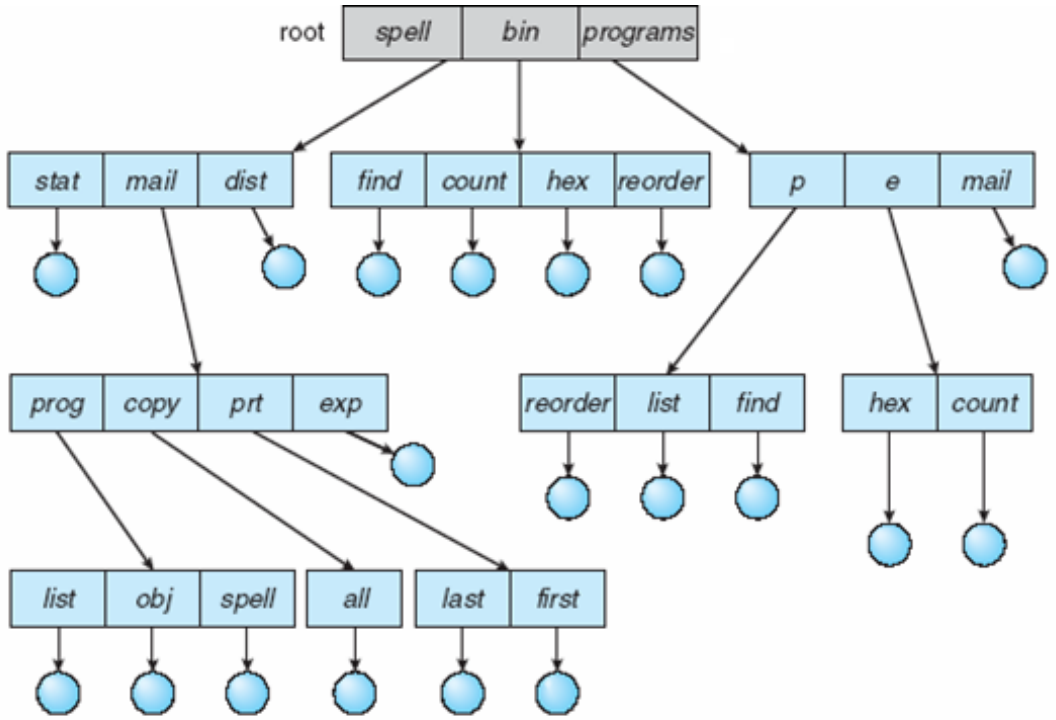 root spell bin programs
stat mail dist find count hex reorder p e mail
prog copy prt exp reorder list find hex count
list obj spell all last first